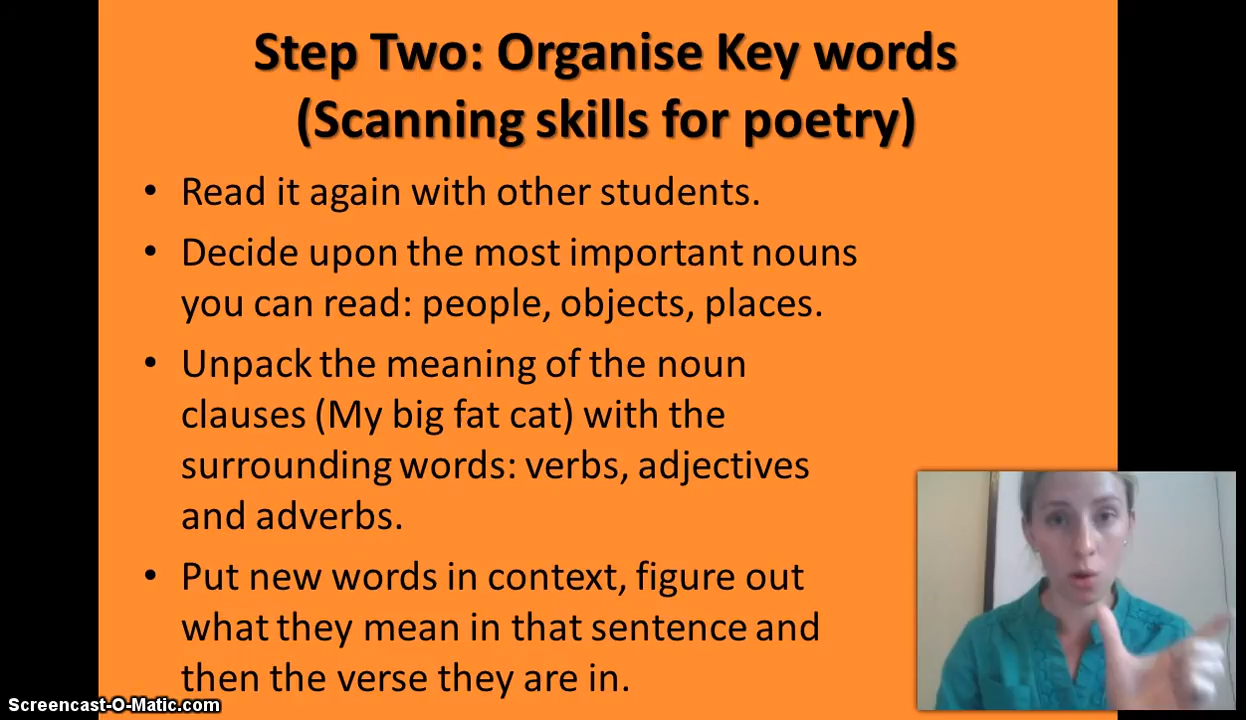 Step Two: Organise Key words
(Scanning skills for poetry)
• Read it again with other students.
• Decide upon the most important nouns
you can read: people, objects, places.
• Unpack the meaning of the noun
clauses (My big fat cat) with the
surrounding words: verbs, adjectives
and adverbs.
• Put new words in context, figure out
what they mean in that sentence and
then the verse they are in.
Screencast-O-Matic.com